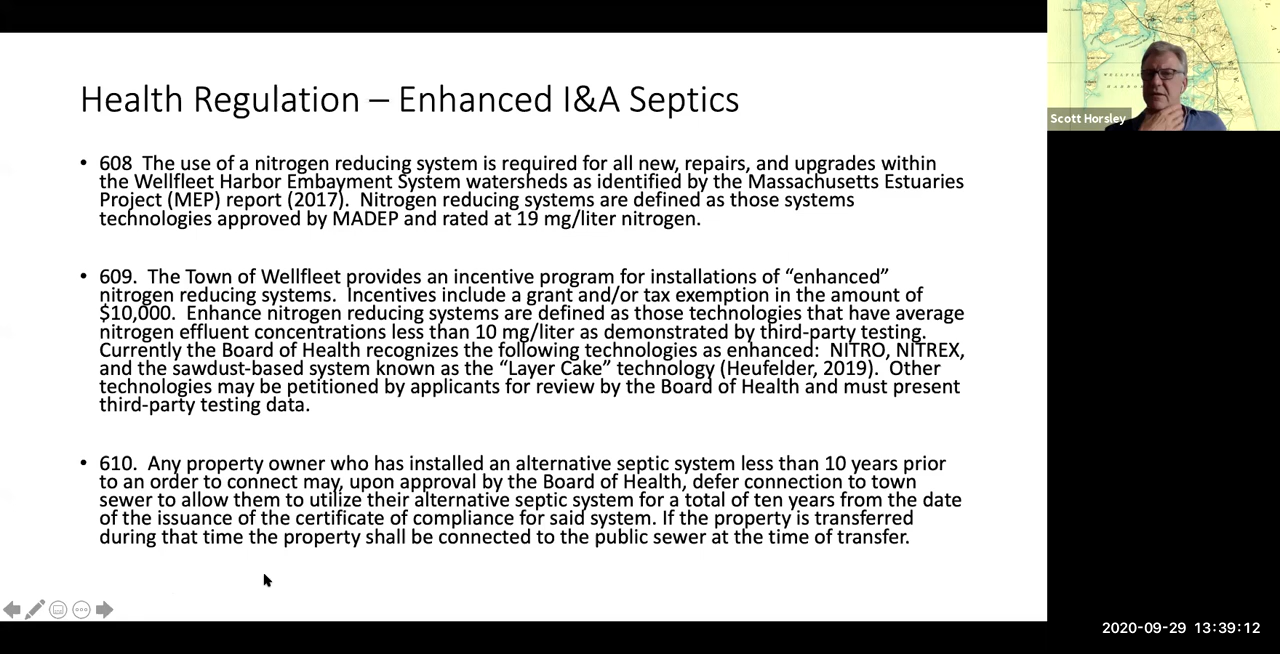 Health Regulation – Enhanced I&A Septics
• 608  The use of a nitrogen reducing system is required for all new, repairs, and upgrades within
the Wellfleet Harbor Embayment System watersheds as identified by the Massachusetts Estuaries
Project (MEP) report (2017).  Nitrogen reducing systems are defined as those systems
technologies approved by MADEP and rated at 19 mg/liter nitrogen.
• 609.  The Town of Wellfleet provides an incentive program for installations of “enhanced”
nitrogen reducing systems.  Incentives include a grant and/or tax exemption in the amount of
$10,000.  Enhance nitrogen reducing systems are defined as those technologies that have average
nitrogen effluent concentrations less than 10 mg/liter as demonstrated by third-party testing.
Currently the Board of Health recognizes the following technologies as enhanced:  NITRO, NITREX,
and the sawdust-based system known as the “Layer Cake” technology (Heufelder, 2019).  Other
technologies may be petitioned by applicants for review by the Board of Health and must present
third-party testing data.
• 610.  Any property owner who has installed an alternative septic system less than 10 years prior
to an order to connect may, upon approval by the Board of Health, defer connection to town
sewer to allow them to utilize their alternative septic system for a total of ten years from the date
of the issuance of the certificate of compliance for said system. If the property is transferred
during that time the property shall be connected to the public sewer at the time of transfer.
Scott Horsley
2020-09-29  13:39:12